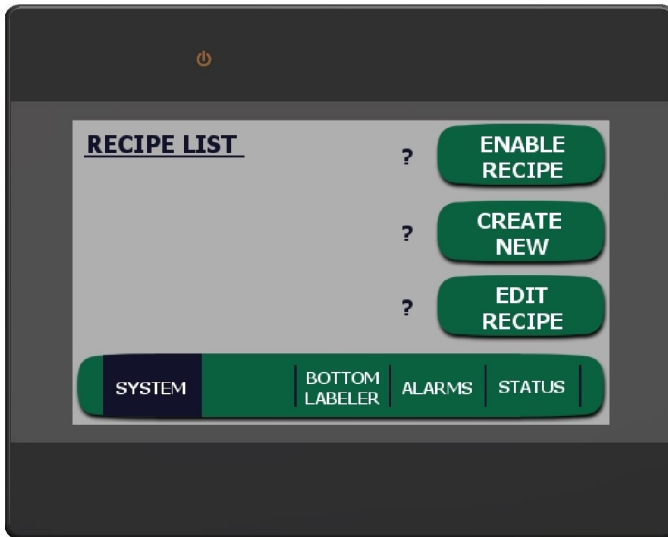 RECIPE LIST
?
ENABLE
RECIPE
?
CREATE
NEW
?
EDIT
RECIPE
SYSTEM
BOTTOM
LABELER
ALARMS
STATUS